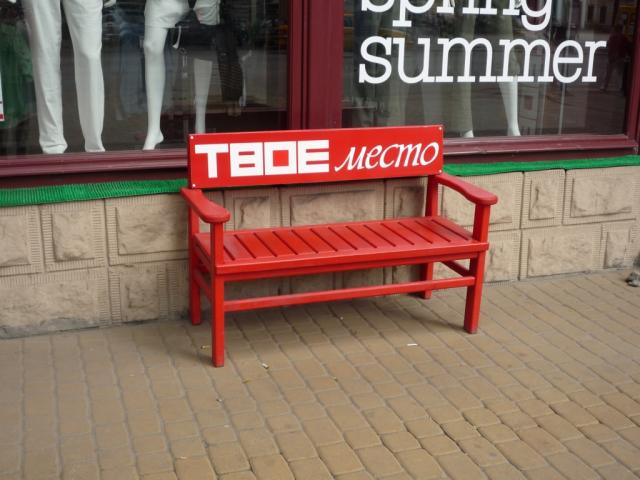 spring
summer
ТВОЕ место